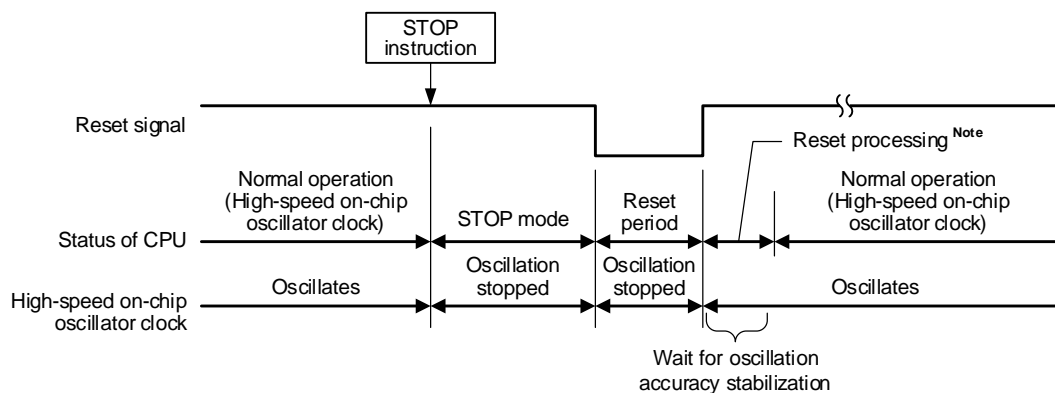 STOP
instruction
Reset signal
Reset processing Note
Normal operation
(High-speed on-chip
oscillator clock)
STOP mode
Reset
period
Normal operation
(High-speed on-chip
oscillator clock)
Status of CPU
Oscillates
Oscillation
stopped
Oscillation
stopped
Oscillates
High-speed on-chip
oscillator clock
Wait for oscillation
accuracy stabilization